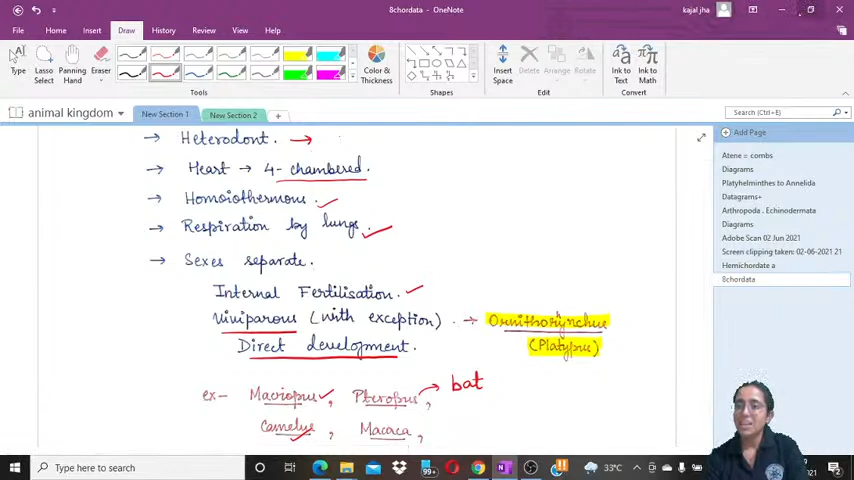 8chordata - OneNote
kajal jha
File Home Insert Draw History Review View Help
Type
Lasso Select
Panning Hand
Eraser
Color & Thickness
Insert Space
Delete
Arrange
Rotate
Ink to Text
Ink to Math
Tools
Shapes
Edit
Convert
animal kingdom
New Section 1
New Section 2
Search (Ctrl+E)
Add Page
Atene = combs
Diagrams
Platyhelminthes to Annelida
Datagrams+
Arthropoda . Echinodermata
Diagrams
Adobe Scan 02 Jun 2021
Screen clipping taken: 02-06-2021 21
Hemichordate a
8chordata
→ Heterodont. →
→ Heart → 4-chambered.
→ Homoiothermous.
→ Respiration by lungs.
→ Sexes separate.
Internal Fertilisation.
Viviparous (with exception) . → Ornithorynchus
Direct development. (Platypus)
ex- Macropus, Pteropus, → bat
Camelus, Macaca,
Type here to search
99+
33°C